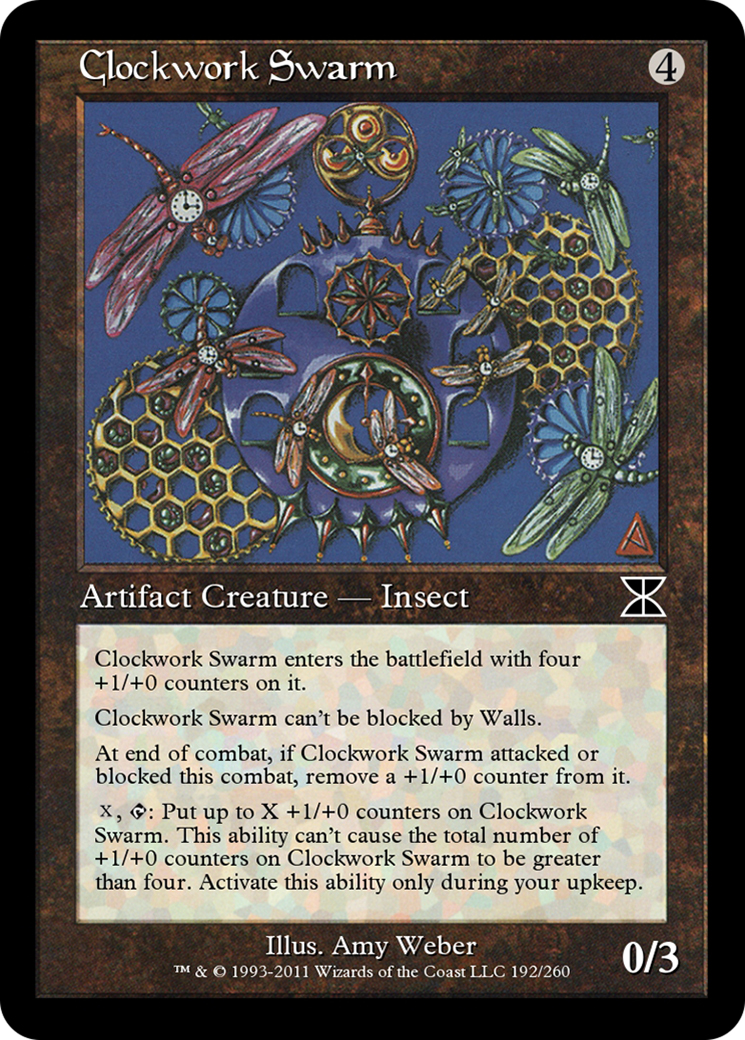 Clockwork Swarm 4
Artifact Creature — Insect
Clockwork Swarm enters the battlefield with four
+1/+0 counters on it.
Clockwork Swarm can't be blocked by Walls.
At end of combat, if Clockwork Swarm attacked or
blocked this combat, remove a +1/+0 counter from it.
X, : Put up to X +1/+0 counters on Clockwork
Swarm. This ability can't cause the total number of
+1/+0 counters on Clockwork Swarm to be greater
than four. Activate this ability only during your upkeep.
Illus. Amy Weber
™ & © 1993-2011 Wizards of the Coast LLC 192/260
0/3